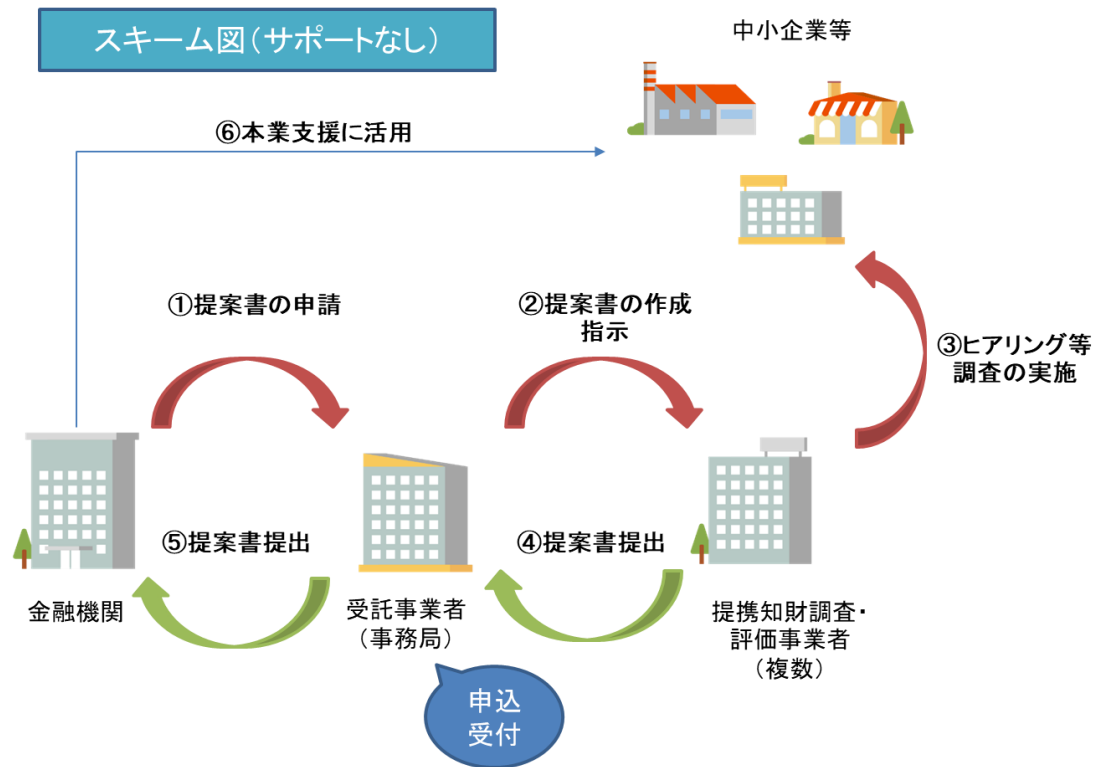 スキーム図（サポートなし）
中小企業等
⑥本業支援に活用
①提案書の申請
②提案書の作成
指示
③ヒアリング等
調査の実施
⑤提案書提出
④提案書提出
金融機関
受託事業者
（事務局）
提携知財調査・
評価事業者
（複数）
申込
受付